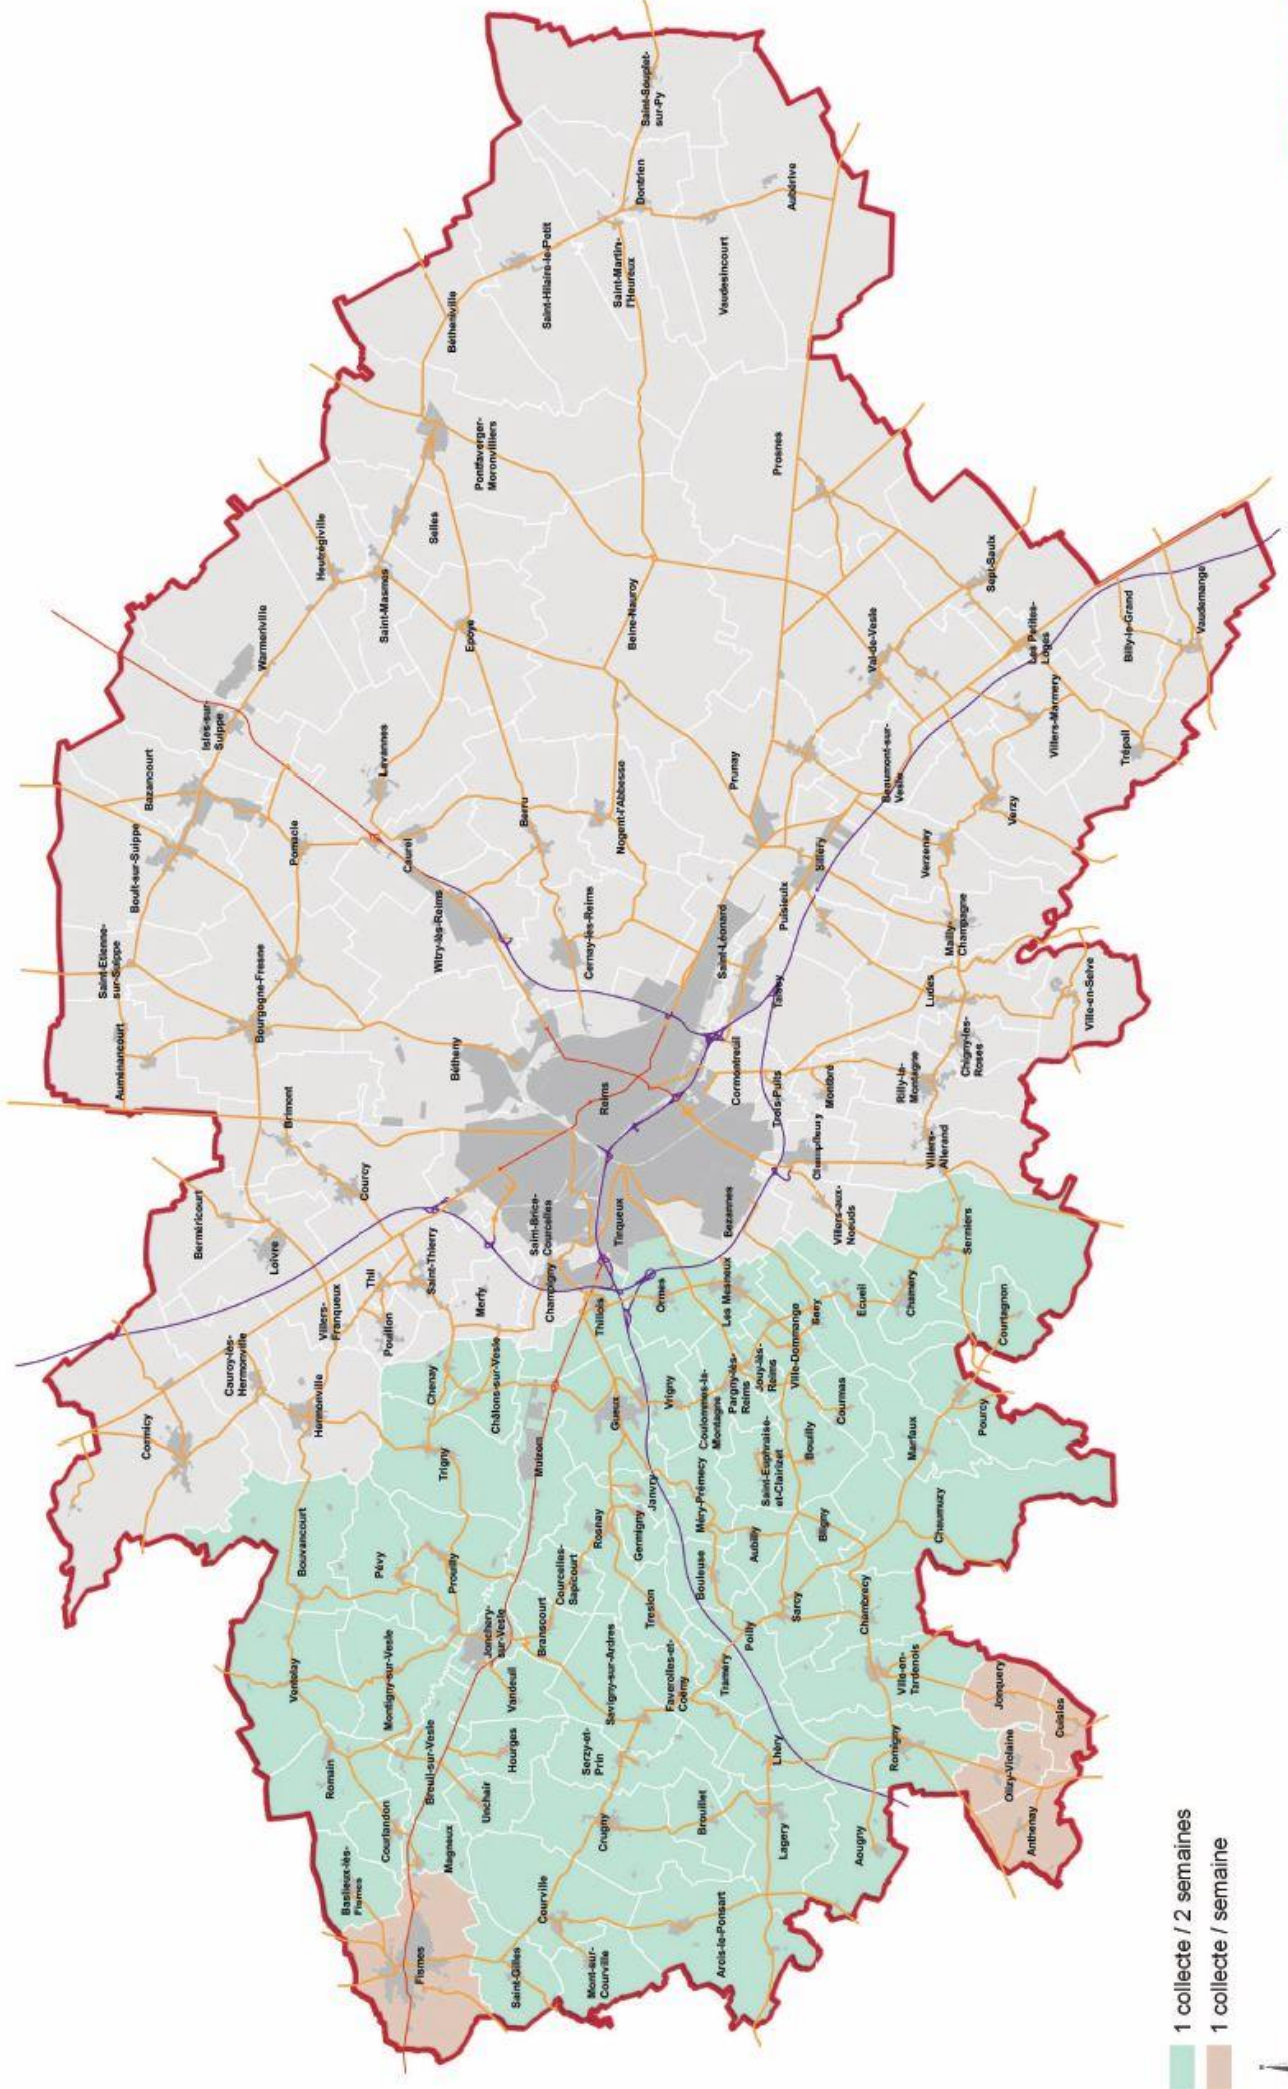 Saint-Souplet-
sur-Py
Dontrien
Aubérive
Saint-Hilaire-le-Petit
Saint-Martin-
l'Heureux
Vaudesincourt
Bétheniville
Pontfaverger-
Moronvilliers
Prosnes
Selles
Heutrégiville
Saint-Masmes
Sept-Saulx
Warmeriville
Epoye
Beine-Nauroy
Val-de-Vesle
Les Petites-
Loges
Billy-le-Grand
Vaudemange
Isles-sur-
Suippe
Villers-Marmery
Trépail
Bazancourt
Lavannes
Prunay
Beaumont-sur-
Vesle
Boult-sur-Suippe
Pomacle
Caurel
Berru
Nogent-l'Abbesse
Sillery
Verzenay
Verzy
Witry-lès-Reims
Cernay-lès-Reims
Saint-Léonard
Puisieulx
Mailly-
Champagne
Saint-Etienne-
sur-Suippe
Bourgogne-Fresne
Taissy
Ludes
Ville-en-Selve
Auménancourt
Bétheny
Reims
Cormontreuil
Trois-Puits
Montbré
Rilly-la-
Montagne
Chigny-les-
Roses
Brimont
Courcy
Champfleury
Villers-
Allerand
Berméricourt
Loivre
Saint-Thierry
Saint-Brice-
Courcelles
Tinqueux
Bezannes
Villers-aux-
Noeuds
Sermiers
Thil
Villers-
Franqueux
Pouillon
Merfy
Champigny
Thillois
Ormes
Les Mesneux
Sacy
Ecueil
Chamery
Courtagnon
Cauroy-lès-
Hermonville
Hermonville
Cormicy
Chenay
Châlons-sur-Vesle
Trigny
Muizon
Gueux
Vrigny
Coulommes-la-
Montagne
Pargny-lès-
Reims
Jouy-lès-
Reims
Ville-Dommange
Courmas
Saint-Euphraise-
et-Clairizet
Bouilly
Marfaux
Pourcy
Bouvancourt
Pévy
Prouilly
Courcelles-
Sapicourt
Rosnay
Germigny
Janvry
Méry-Prémecy
Bouleuse
Aubilly
Bligny
Chaumuzy
Ventelay
Montigny-sur-Vesle
Jonchery-
sur-Vesle
Branscourt
Vandeuil
Savigny-sur-Ardres
Treslon
Faverolles-et-
Coëmy
Poilly
Tramery
Sarcy
Chambrecy
Ville-en-
Tardenois
Jonquery
Cuisles
Romain
Breuil-sur-Vesle
Hourges
Unchair
Serzy-et-
Prin
Lhéry
Romigny
Olizy-Violaine
Anthenay
Courlandon
Magneux
Crugny
Brouillet
Lagery
Aougny
Baslieux-lès-
Fismes
Fismes
Courville
Saint-Gilles
Mont-sur-
Courville
Arcis-le-Ponsart
1 collecte / 2 semaines
1 collecte / semaine